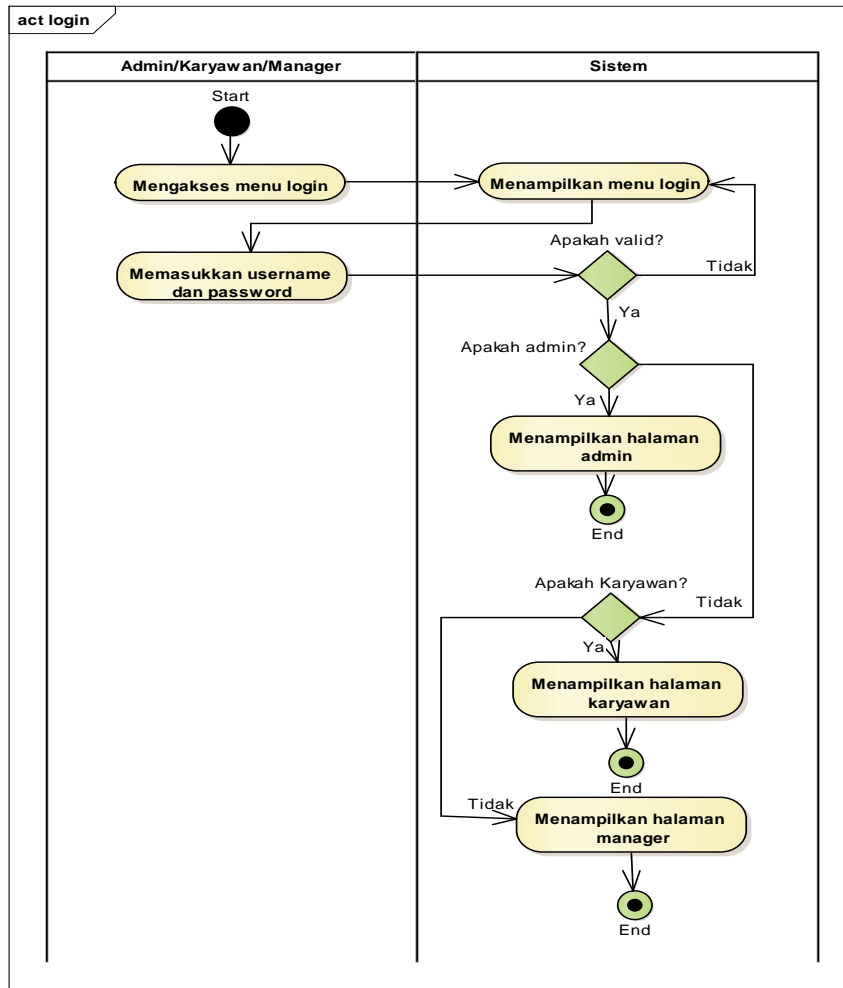 act login
Admin/Karyawan/Manager
Sistem
Start
Mengakses menu login
Menampilkan menu login
Apakah valid?
Tidak
Memasukkan username
dan password
Ya
Apakah admin?
Ya
Menampilkan halaman
admin
End
Apakah Karyawan?
Tidak
Ya
Menampilkan halaman
karyawan
End
Tidak
Menampilkan halaman
manager
End